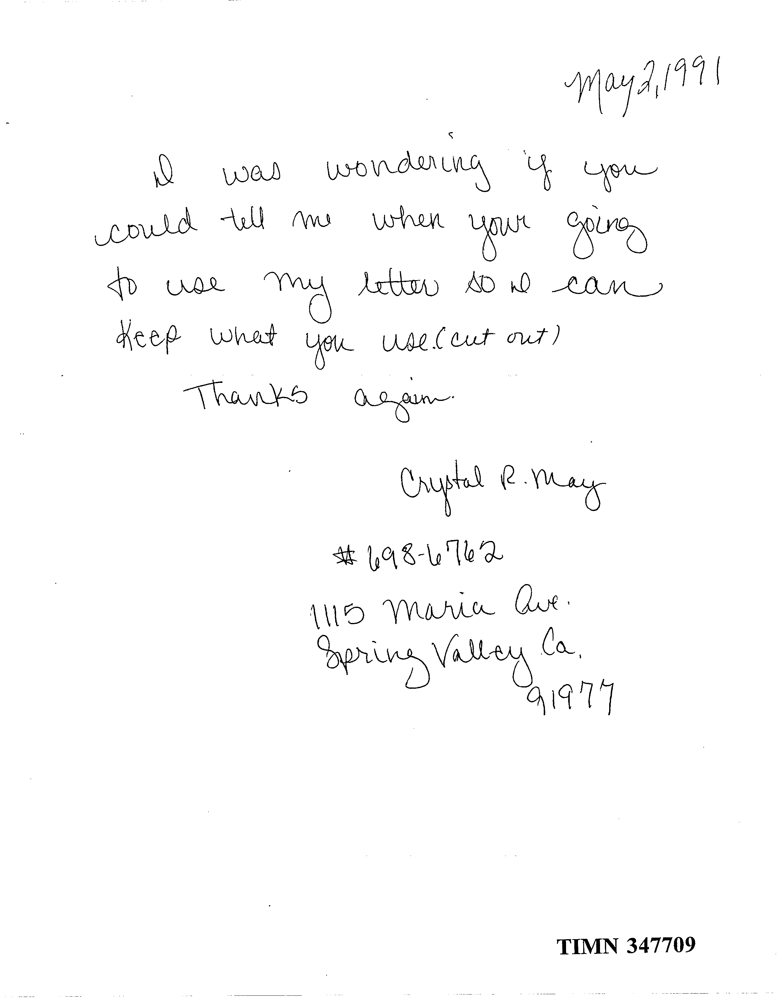 May 2, 1991
I was wondering if you
could tell me when your going
to use my letter so I can
Keep what you use. (cut out)
Thanks again.
Crystal R. May
# 698-6762
1115 Maria Ave.
Spring Valley Ca.
91977
TIMN 347709